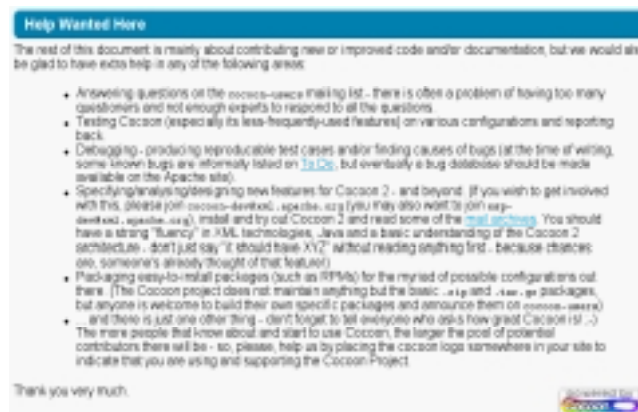 Help Wanted Here
The rest of this document is mainly about contributing new or improved code and/or documentation, but we would als
be glad to have extra help in any of the following areas:
Answering questions on the cocoon-users mailing list - there is often a problem of having too many
questioners and not enough experts to respond to all the questions.
Testing Cocoon (especially its less-frequently-used features) on various configurations and reporting
back.
Debugging - producing reproducable test cases and/or finding causes of bugs (at the time of writing,
some known bugs are informally listed on To Do, but eventually a bug database should be made
available on the Apache site).
Specifying/analysing/designing new features for Cocoon 2 - and beyond. (If you wish to get involved
with this, please join cocoon-dev@xml.apache.org (you may also want to join xsp-
dev@xml.apache.org), install and try out Cocoon 2 and read some of the mail archives. You should
have a strong "fluency" in XML technologies, Java and a basic understanding of the Cocoon 2
architecture - don't just say "it should have XYZ" without reading anything first - because chances
are, someone's already thought of that feature!)
Packaging easy-to-install packages (such as RPMs) for the myriad of possible configurations out
there. (The Cocoon project does not maintain anything but the basic .zip and .tar.gz packages,
but anyone is welcome to build their own specific packages and announce them on cocoon-users)
... and there is just one other thing - don't forget to tell everyone who asks how great Cocoon is! ;-)
The more people that know about and start to use Cocoon, the larger the pool of potential
contributors there will be - so, please, help us by placing the cocoon logo somewhere in your site to
indicate that you are using and supporting the Cocoon Project.
Thank you very much.
powered by
cocoon